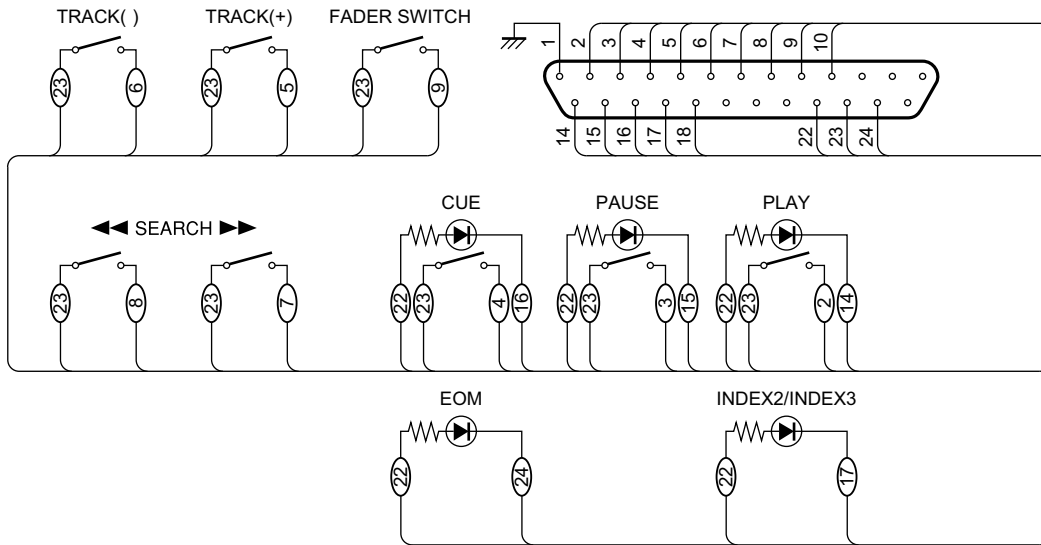 TRACK( ) TRACK(+) FADER SWITCH
1 2 3 4 5 6 7 8 9 10
23 6 23 5 23 9
14 15 16 17 18 22 23 24
◀◀ SEARCH ▶▶ CUE PAUSE PLAY
23 8 23 7 22 23 4 16 22 23 3 15 22 23 2 14
EOM INDEX2/INDEX3
22 24 22 17